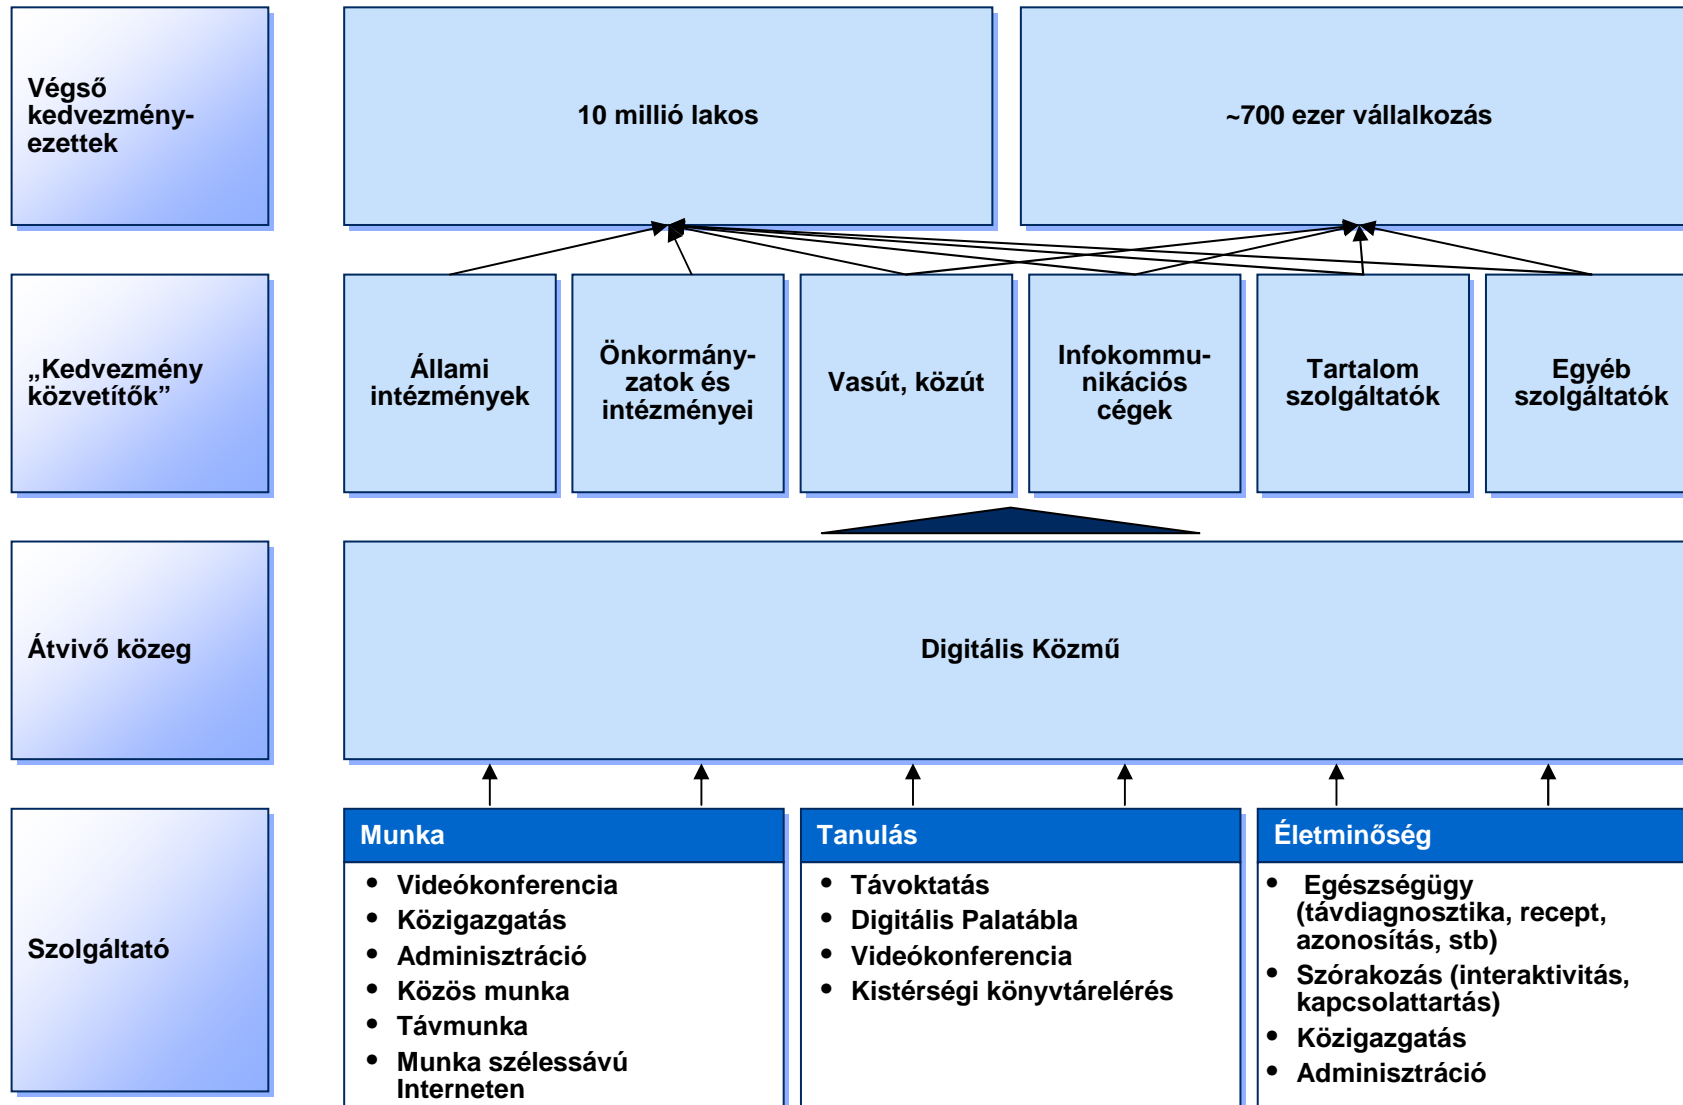 Végső
kedvezmény-
ezettek
10 millió lakos
~700 ezer vállalkozás
„Kedvezmény
közvetítők”
Állami
intézmények
Önkormány-
zatok és
intézményei
Vasút, közút
Infokommu-
nikációs
cégek
Tartalom
szolgáltatók
Egyéb
szolgáltatók
Átvivő közeg
Digitális Közmű
Szolgáltató
Munka
• Videókonferencia
• Közigazgatás
• Adminisztráció
• Közös munka
• Távmunka
• Munka szélessávú
Interneten
Tanulás
• Távoktatás
• Digitális Palatábla
• Videókonferencia
• Kistérségi könyvtárelérés
Életminőség
• Egészségügy
(távdiagnosztika, recept,
azonosítás, stb)
• Szórakozás (interaktivitás,
kapcsolattartás)
• Közigazgatás
• Adminisztráció